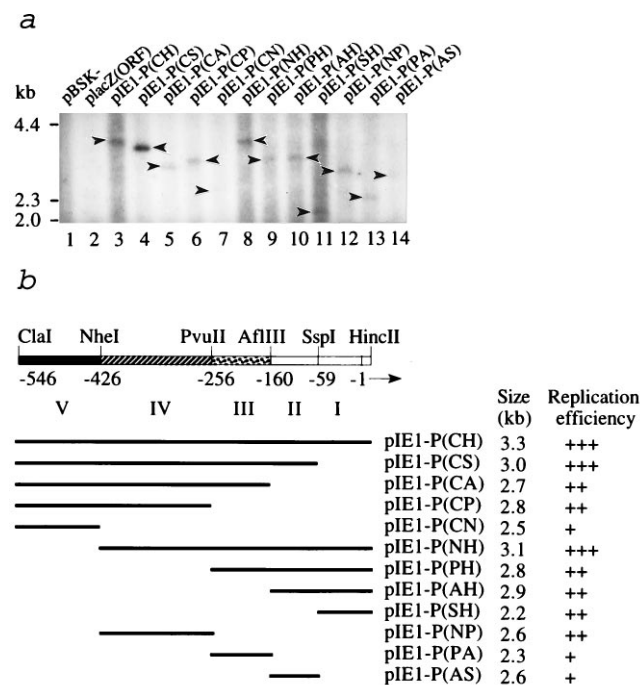 a
pBSK-
placZ(ORF)
pIE1-P(CH)
pIE1-P(CS)
pIE1-P(CA)
pIE1-P(CP)
pIE1-P(CN)
pIE1-P(NH)
pIE1-P(PH)
pIE1-P(AH)
pIE1-P(SH)
pIE1-P(NP)
pIE1-P(PA)
pIE1-P(AS)
kb
4.4
2.3
2.0
1 2 3 4 5 6 7 8 9 10 11 12 13 14
b
ClaI NheI PvuII AflIII SspI HincII
-546 -426 -256 -160 -59 -1
V IV III II I
Size (kb) Replication efficiency
pIE1-P(CH) 3.3 +++
pIE1-P(CS) 3.0 +++
pIE1-P(CA) 2.7 ++
pIE1-P(CP) 2.8 ++
pIE1-P(CN) 2.5 +
pIE1-P(NH) 3.1 +++
pIE1-P(PH) 2.8 ++
pIE1-P(AH) 2.9 ++
pIE1-P(SH) 2.2 ++
pIE1-P(NP) 2.6 ++
pIE1-P(PA) 2.3 +
pIE1-P(AS) 2.6 +